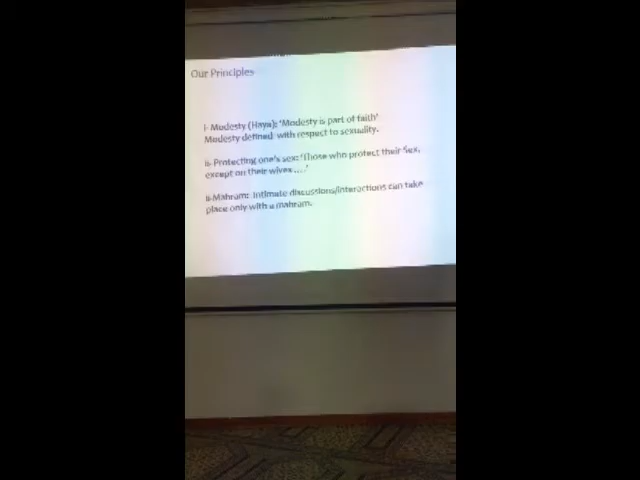 Our Principles
i- Modesty (Haya): 'Modesty is part of faith'
Modesty defined with respect to sexuality.
ii- Protecting one's sex: 'Those who protect their Sex,
except on their wives ....'
ii-Mahram: Intimate discussions/interactions can take
place only with a mahram.